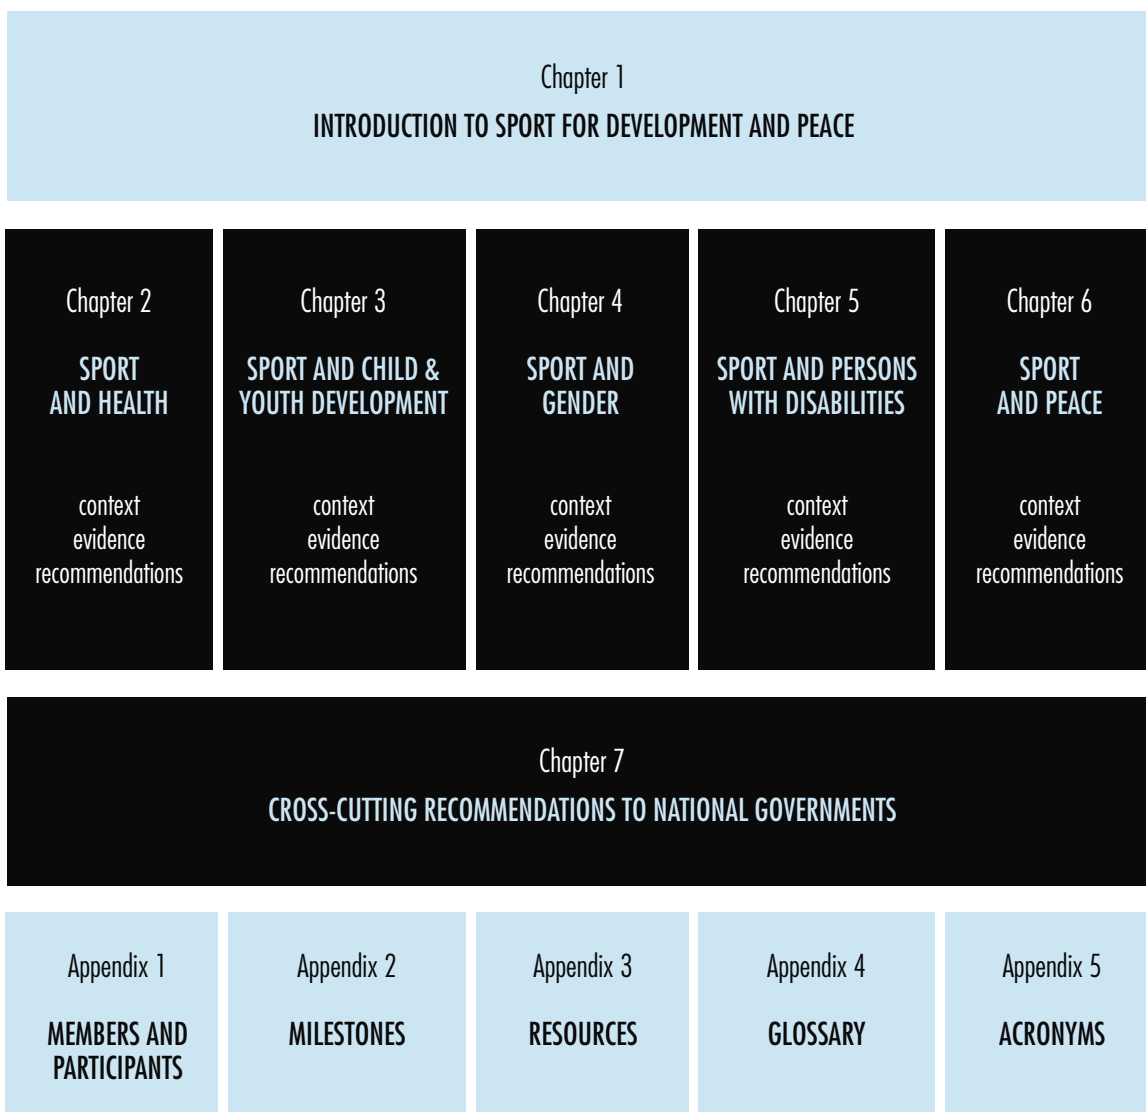 Chapter 1
INTRODUCTION TO SPORT FOR DEVELOPMENT AND PEACE
Chapter 2
SPORT
AND HEALTH
context
evidence
recommendations
Chapter 3
SPORT AND CHILD &
YOUTH DEVELOPMENT
context
evidence
recommendations
Chapter 4
SPORT AND
GENDER
context
evidence
recommendations
Chapter 5
SPORT AND PERSONS
WITH DISABILITIES
context
evidence
recommendations
Chapter 6
SPORT
AND PEACE
context
evidence
recommendations
Chapter 7
CROSS-CUTTING RECOMMENDATIONS TO NATIONAL GOVERNMENTS
Appendix 1
MEMBERS AND
PARTICIPANTS
Appendix 2
MILESTONES
Appendix 3
RESOURCES
Appendix 4
GLOSSARY
Appendix 5
ACRONYMS